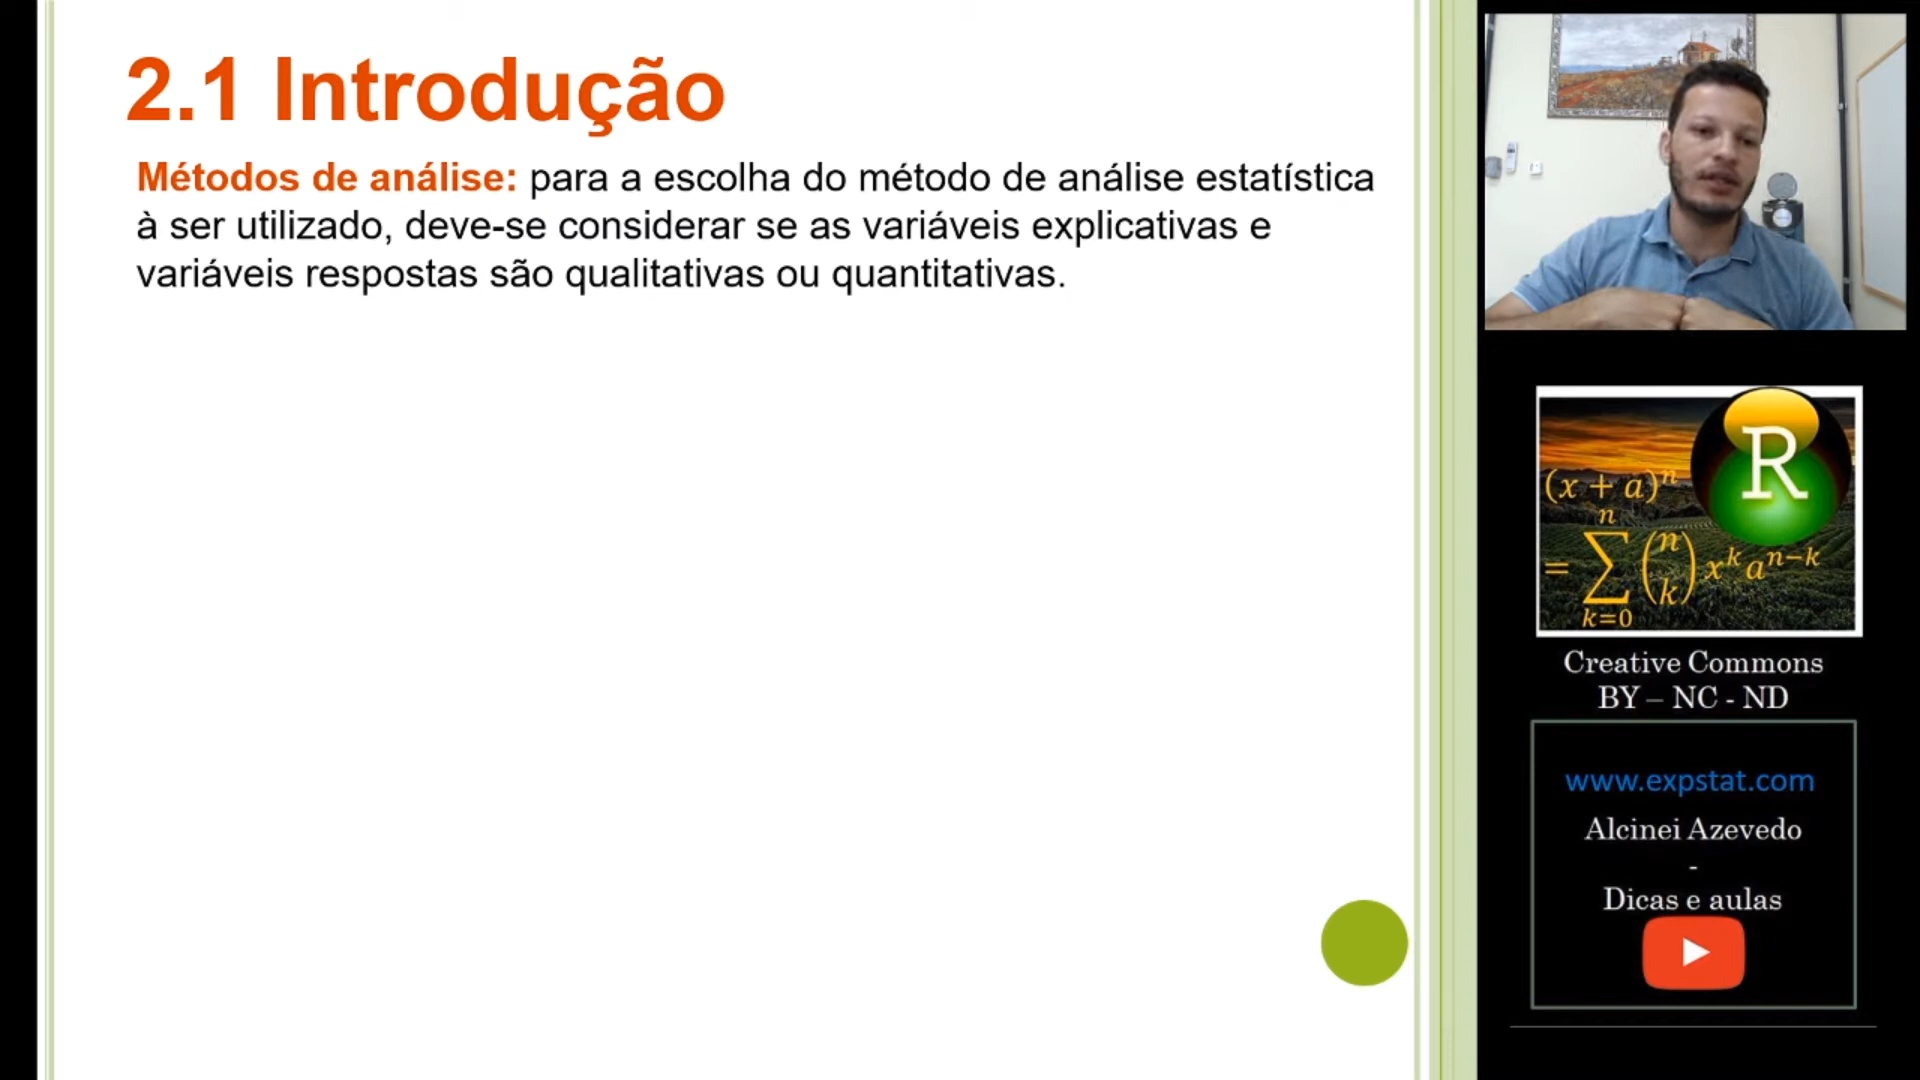 2.1 Introdução
Métodos de análise: para a escolha do método de análise estatística
à ser utilizado, deve-se considerar se as variáveis explicativas e
variáveis respostas são qualitativas ou quantitativas.
R
(x + a)^n
= \sum_{k=0}^{n} \binom{n}{k} x^k a^{n-k}
Creative Commons
BY – NC - ND
www.expstat.com
Alcinei Azevedo
-
Dicas e aulas